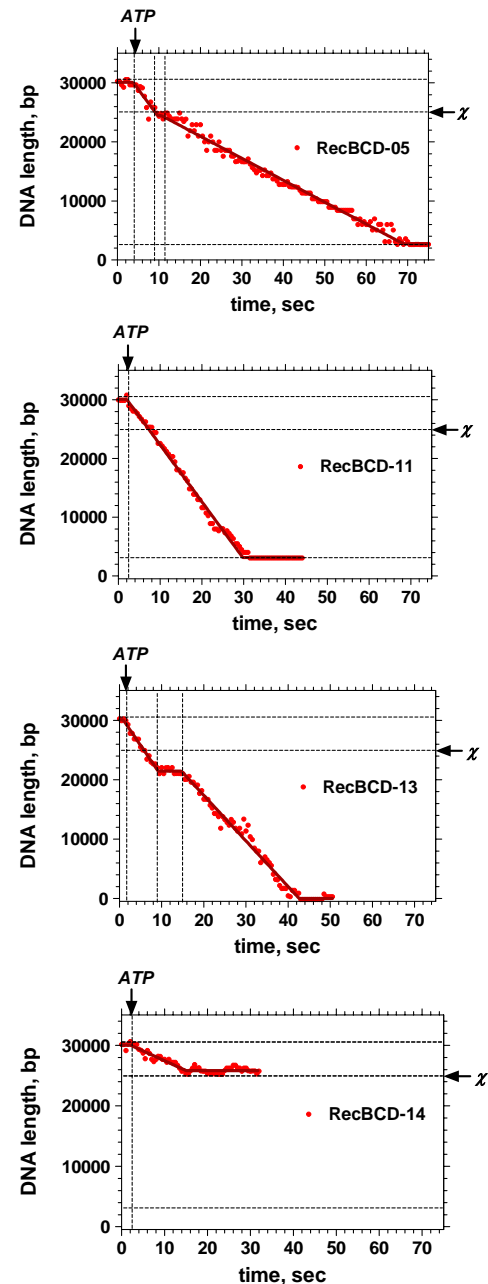 ATP
30000
20000
10000
0
DNA length, bp
χ
RecBCD-05
0 10 20 30 40 50 60 70
time, sec
ATP
30000
20000
10000
0
DNA length, bp
χ
RecBCD-11
0 10 20 30 40 50 60 70
time, sec
ATP
30000
20000
10000
0
DNA length, bp
χ
RecBCD-13
0 10 20 30 40 50 60 70
time, sec
ATP
30000
20000
10000
0
DNA length, bp
χ
RecBCD-14
0 10 20 30 40 50 60 70
time, sec